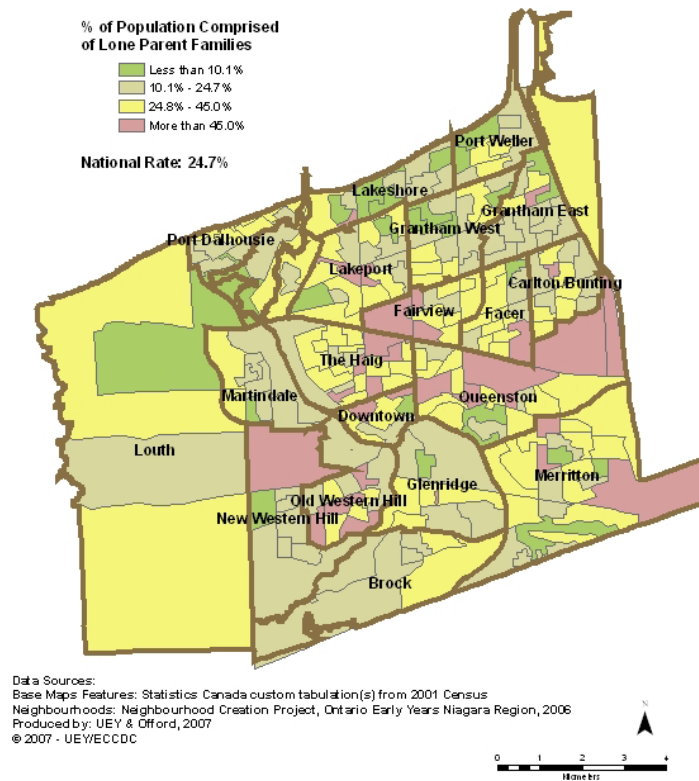 % of Population Comprised
of Lone Parent Families
Less than 10.1%
10.1% - 24.7%
24.8% - 45.0%
More than 45.0%
National Rate: 24.7%
Port Weller
Lakeshore
Grantham East
Grantham West
Port Dalhousie
Lakeport
Carlton/Bunting
Fairview
Facer
The Haig
Martindale
Queenston
Downtown
Louth
Merritton
Glenridge
Old Western Hill
New Western Hill
Brock
Data Sources:
Base Maps Features: Statistics Canada custom tabulation(s) from 2001 Census
Neighbourhoods: Neighbourhood Creation Project, Ontario Early Years Niagara Region, 2006
Produced by: UEY & Offord, 2007
© 2007 - UEY/ECCDC
N
0 1 2 3 4
Kilometers